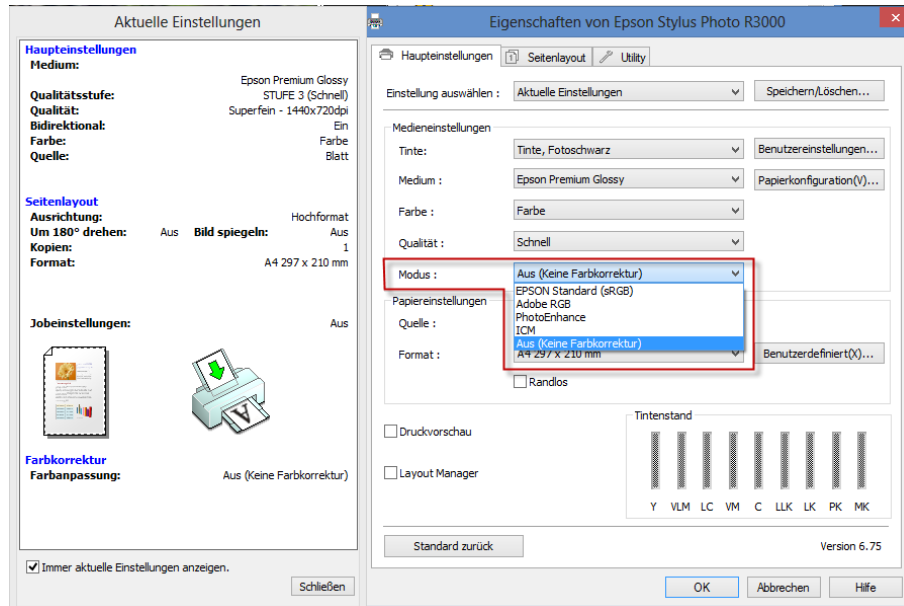 Aktuelle Einstellungen
Haupteinstellungen
Medium:
Epson Premium Glossy
Qualitätsstufe: STUFE 3 (Schnell)
Qualität: Superfein - 1440x720dpi
Bidirektional: Ein
Farbe: Farbe
Quelle: Blatt
Seitenlayout
Ausrichtung: Hochformat
Um 180° drehen: Aus Bild spiegeln: Aus
Kopien: 1
Format: A4 297 x 210 mm
Jobeinstellungen: Aus
Farbkorrektur
Farbanpassung: Aus (Keine Farbkorrektur)
Immer aktuelle Einstellungen anzeigen.
Schließen
Eigenschaften von Epson Stylus Photo R3000
Haupteinstellungen Seitenlayout Utility
Einstellung auswählen : Aktuelle Einstellungen Speichern/Löschen...
Medieneinstellungen
Tinte: Tinte, Fotoschwarz Benutzereinstellungen...
Medium : Epson Premium Glossy Papierkonfiguration(V)...
Farbe : Farbe
Qualität : Schnell
Modus : Aus (Keine Farbkorrektur)
EPSON Standard (sRGB)
Adobe RGB
PhotoEnhance
ICM
Aus (Keine Farbkorrektur)
Papiereinstellungen
Quelle :
Format : A4 297 x 210 mm Benutzerdefiniert(X)...
Randlos
Druckvorschau
Layout Manager
Tintenstand
Y VLM LC VM C LLK LK PK MK
Standard zurück Version 6.75
OK Abbrechen Hilfe